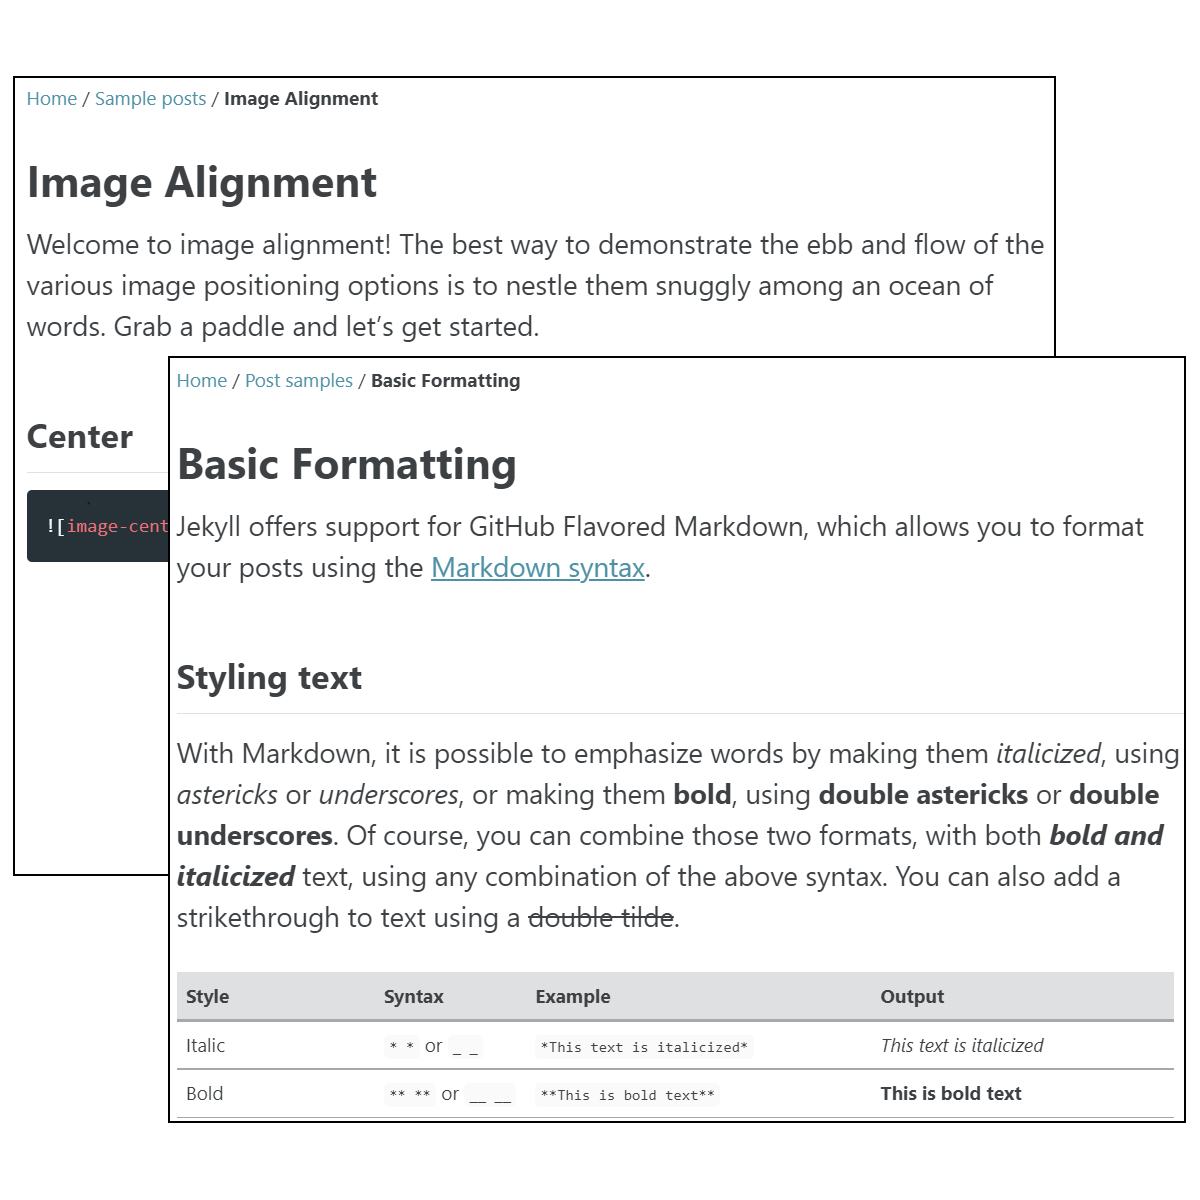 Home / Sample posts / Image Alignment
Image Alignment
Welcome to image alignment! The best way to demonstrate the ebb and flow of the
various image positioning options is to nestle them snuggly among an ocean of
words. Grab a paddle and let’s get started.
Center
![image-cent
Home / Post samples / Basic Formatting
Basic Formatting
Jekyll offers support for GitHub Flavored Markdown, which allows you to format
your posts using the Markdown syntax.
Styling text
With Markdown, it is possible to emphasize words by making them italicized, using
astericks or underscores, or making them bold, using double astericks or double
underscores. Of course, you can combine those two formats, with both bold and
italicized text, using any combination of the above syntax. You can also add a
strikethrough to text using a double tilde.
Style Syntax Example Output
Italic * * or _ _ *This text is italicized* This text is italicized
Bold ** ** or __ __ **This is bold text** This is bold text